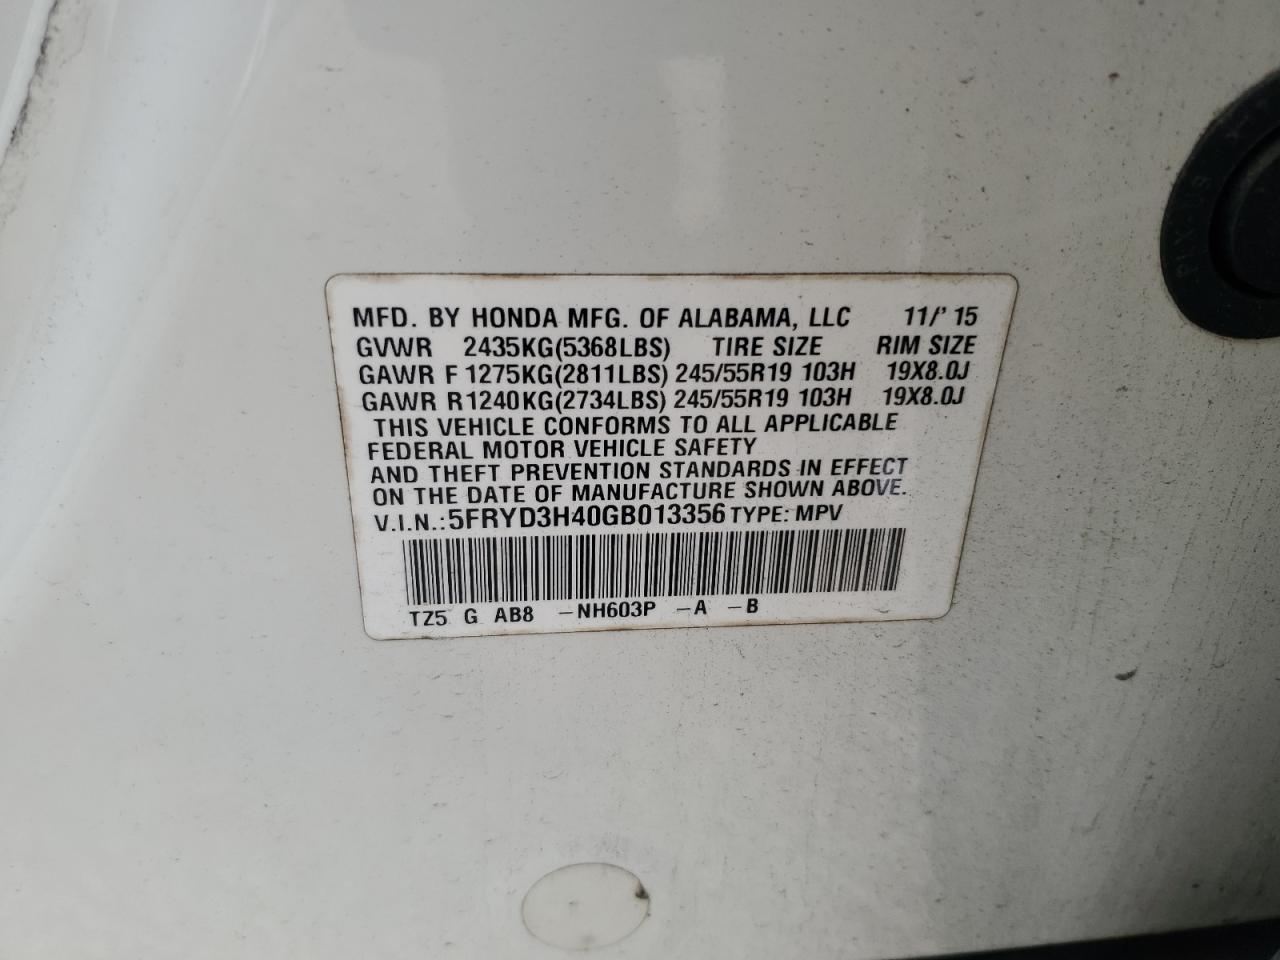 MFD. BY HONDA MFG. OF ALABAMA, LLC 11/' 15
GVWR 2435KG(5368LBS) TIRE SIZE RIM SIZE
GAWR F 1275KG(2811LBS) 245/55R19 103H 19X8.0J
GAWR R1240KG(2734LBS) 245/55R19 103H 19X8.0J
THIS VEHICLE CONFORMS TO ALL APPLICABLE
FEDERAL MOTOR VEHICLE SAFETY
AND THEFT PREVENTION STANDARDS IN EFFECT
ON THE DATE OF MANUFACTURE SHOWN ABOVE.
V.I.N.: 5FRYD3H40GB013356 TYPE: MPV
TZ5 G AB8 -NH603P -A -B